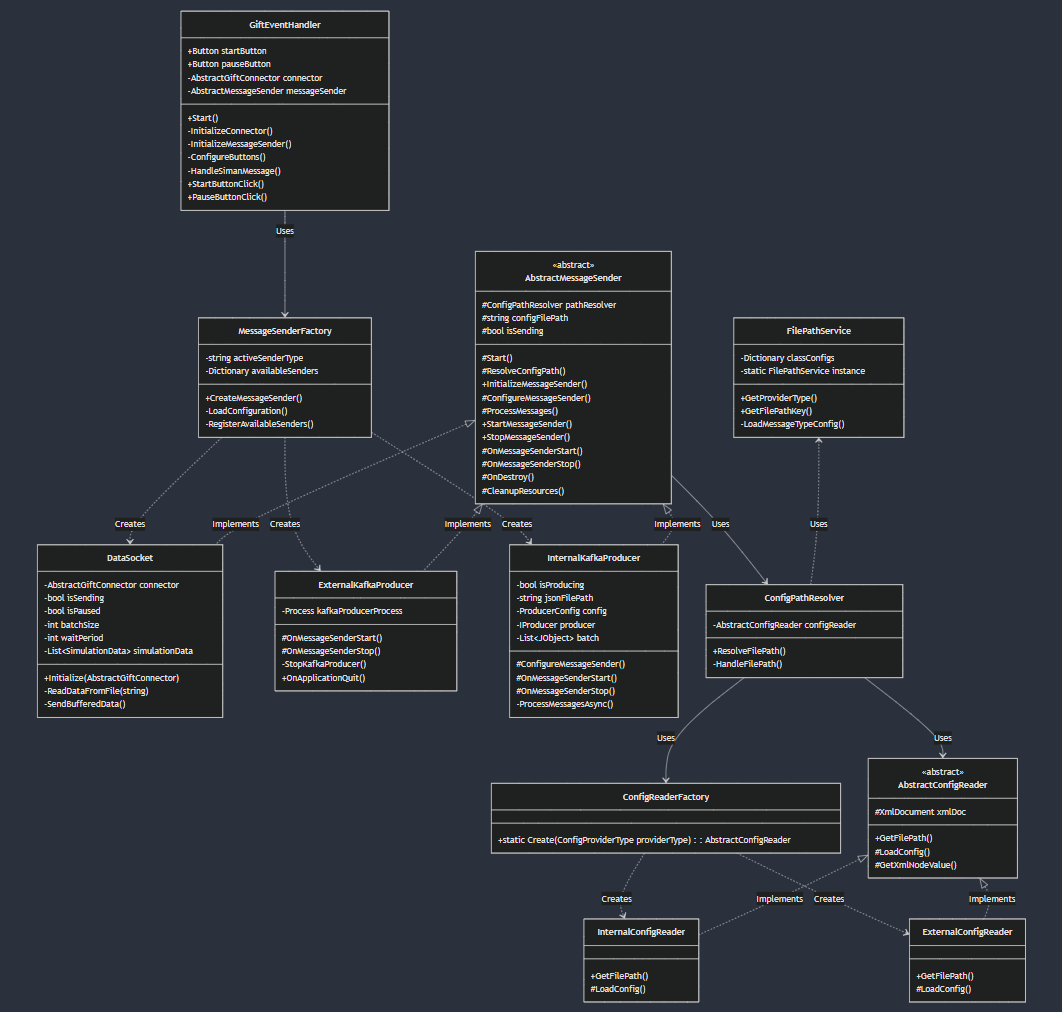 GiftEventHandler
+Button startButton
+Button pauseButton
-AbstractGiftConnector connector
-AbstractMessageSender messageSender
+Start()
-InitializeConnector()
-InitializeMessageSender()
-ConfigureButtons()
-HandleSimanMessage()
+StartButtonClick()
+PauseButtonClick()
Uses
«abstract»
AbstractMessageSender
#ConfigPathResolver pathResolver
#string configFilePath
#bool isSending
#Start()
#ResolveConfigPath()
+InitializeMessageSender()
#ConfigureMessageSender()
#ProcessMessages()
+StartMessageSender()
+StopMessageSender()
#OnMessageSenderStart()
#OnMessageSenderStop()
#OnDestroy()
#CleanupResources()
MessageSenderFactory
-string activeSenderType
-Dictionary availableSenders
+CreateMessageSender()
-LoadConfiguration()
-RegisterAvailableSenders()
FilePathService
-Dictionary classConfigs
-static FilePathService instance
+GetProviderType()
+GetFilePathKey()
-LoadMessageTypeConfig()
Creates
Implements
Creates
Implements
Creates
Implements
Uses
Uses
DataSocket
-AbstractGiftConnector connector
-bool isSending
-bool isPaused
-int batchSize
-int waitPeriod
-List<SimulationData> simulationData
+Initialize(AbstractGiftConnector)
-ReadDataFromFile(string)
-SendBufferedData()
ExternalKafkaProducer
-Process kafkaProducerProcess
#OnMessageSenderStart()
#OnMessageSenderStop()
-StopKafkaProducer()
+OnApplicationQuit()
InternalKafkaProducer
-bool isProducing
-string jsonFilePath
-ProducerConfig config
-IProducer producer
-List<JObject> batch
#ConfigureMessageSender()
#OnMessageSenderStart()
#OnMessageSenderStop()
-ProcessMessagesAsync()
ConfigPathResolver
-AbstractConfigReader configReader
+ResolveFilePath()
-HandleFilePath()
Uses
Uses
ConfigReaderFactory
+static Create(ConfigProviderType providerType) : : AbstractConfigReader
«abstract»
AbstractConfigReader
#XmlDocument xmlDoc
+GetFilePath()
#LoadConfig()
#GetXmlNodeValue()
Creates
Implements
Creates
Implements
InternalConfigReader
+GetFilePath()
#LoadConfig()
ExternalConfigReader
+GetFilePath()
#LoadConfig()